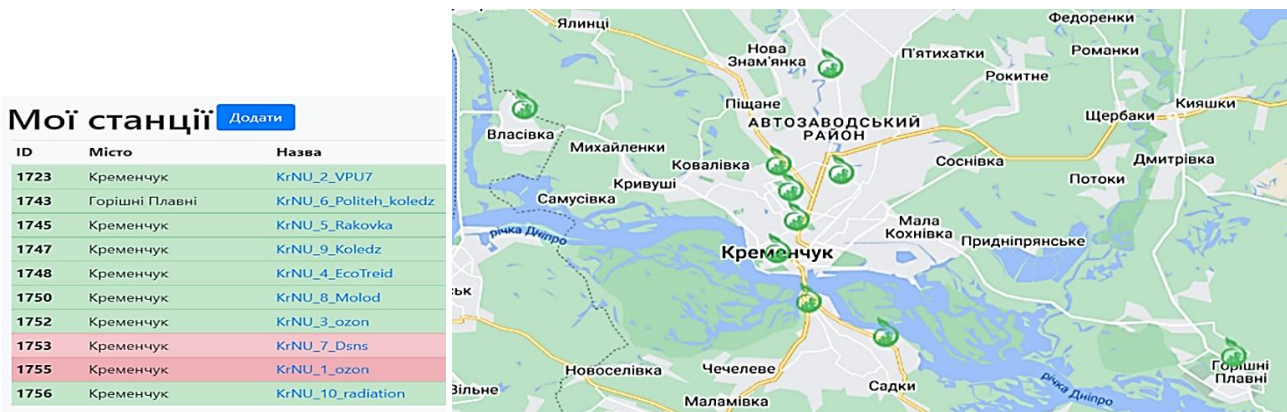 Мої станції Додати
ID Місто Назва
1723 Кременчук KrNU_2_VPU7
1743 Горішні Плавні KrNU_6_Politeh_koledz
1745 Кременчук KrNU_5_Rakovka
1747 Кременчук KrNU_9_Koledz
1748 Кременчук KrNU_4_EcoTreid
1750 Кременчук KrNU_8_Molod
1752 Кременчук KrNU_3_ozon
1753 Кременчук KrNU_7_Dsns
1755 Кременчук KrNU_1_ozon
1756 Кременчук KrNU_10_radiation
Ялинці
Федоренки
Нова
Знам'янка
П'ятихатки
Романки
Рокитне
Піщане
Кияшки
Щербаки
АВТОЗАВОДСЬКИЙ
РАЙОН
Власівка
Михайленки
Ковалівка
Соснівка
Дмитрівка
Потоки
Кривуші
Самусівка
Мала
Кохнівка
річка Дніпро
Придніпрянське
Кременчук
ськ
Новоселівка
Чечелеве
Горішні
Плавні
Садки
річка Дніпро
Вільне
Маламівка